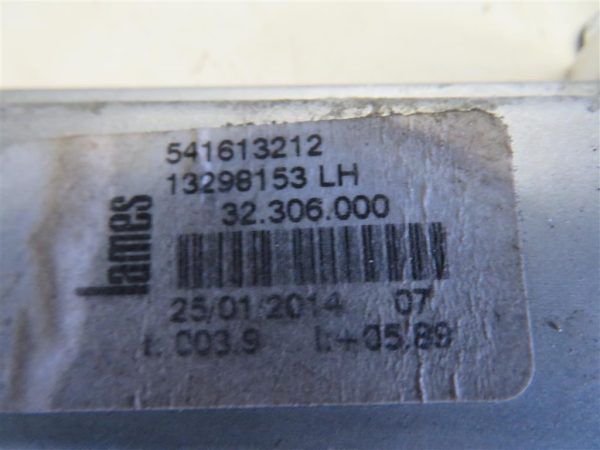 541613212
13298153 LH
32.306.000
lames
25/01/2014 07
I: 003.9 I:+05.89